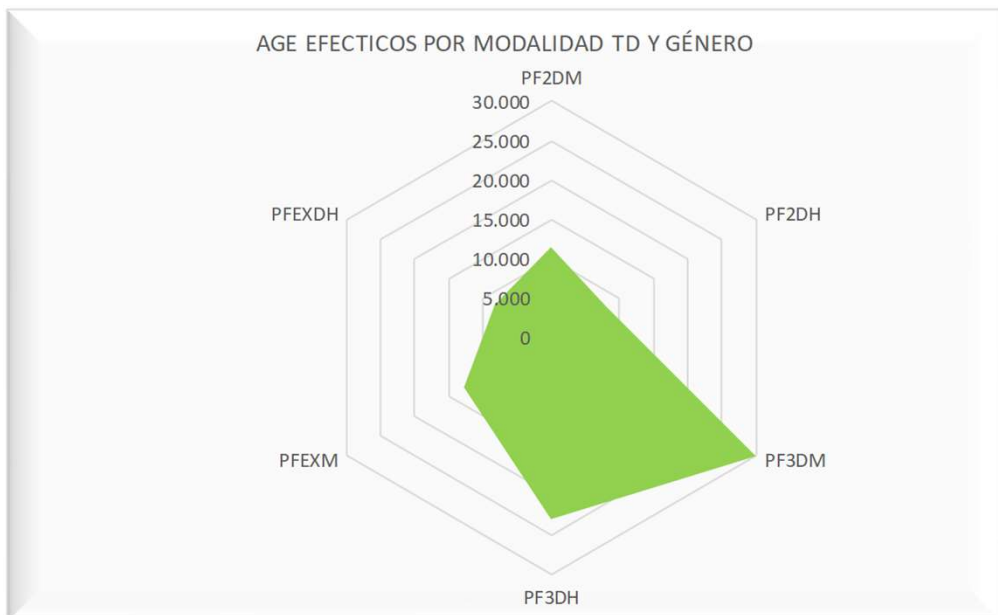 AGE EFECTICOS POR MODALIDAD TD Y GÉNERO
PF2DM
30.000
25.000
20.000
PFEXDH
15.000
PF2DH
10.000
5.000
0
PFEXM
PF3DM
PF3DH